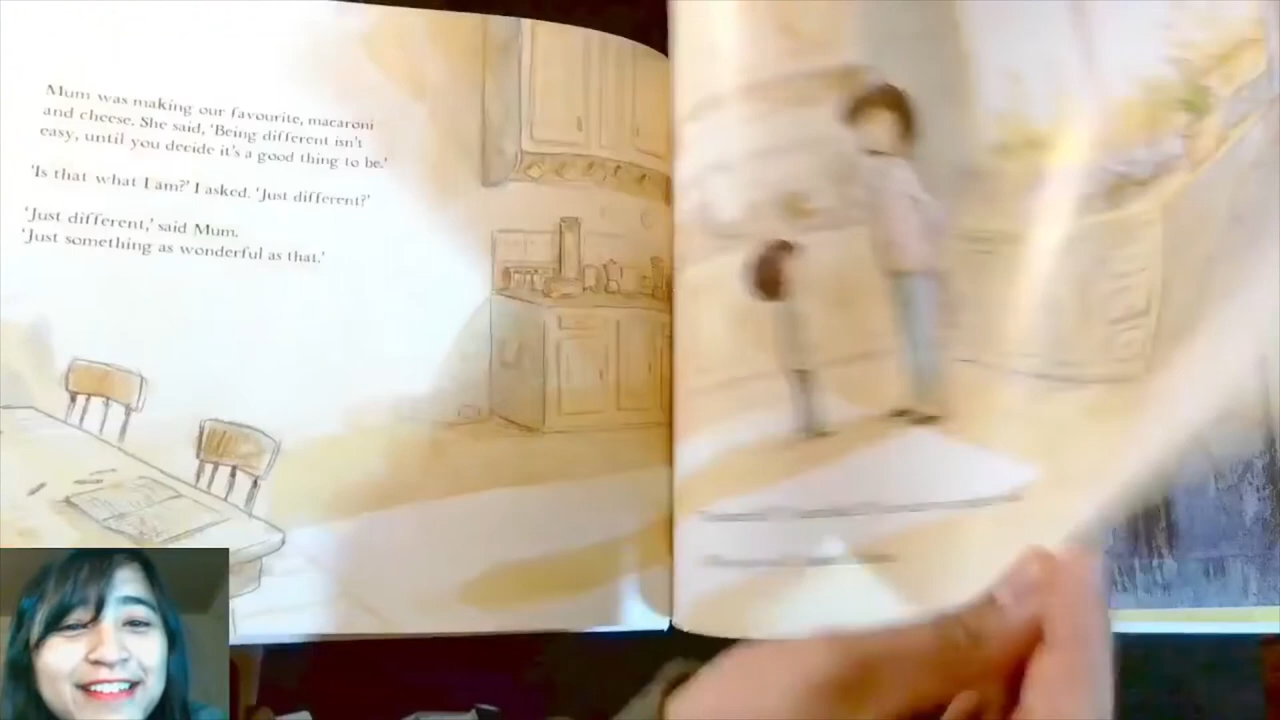 Mum was making our favourite, macaroni
and cheese. She said, 'Being different isn't
easy, until you decide it's a good thing to be.'
'Is that what I am?' I asked. 'Just different?'
'Just different,' said Mum.
'Just something as wonderful as that.'